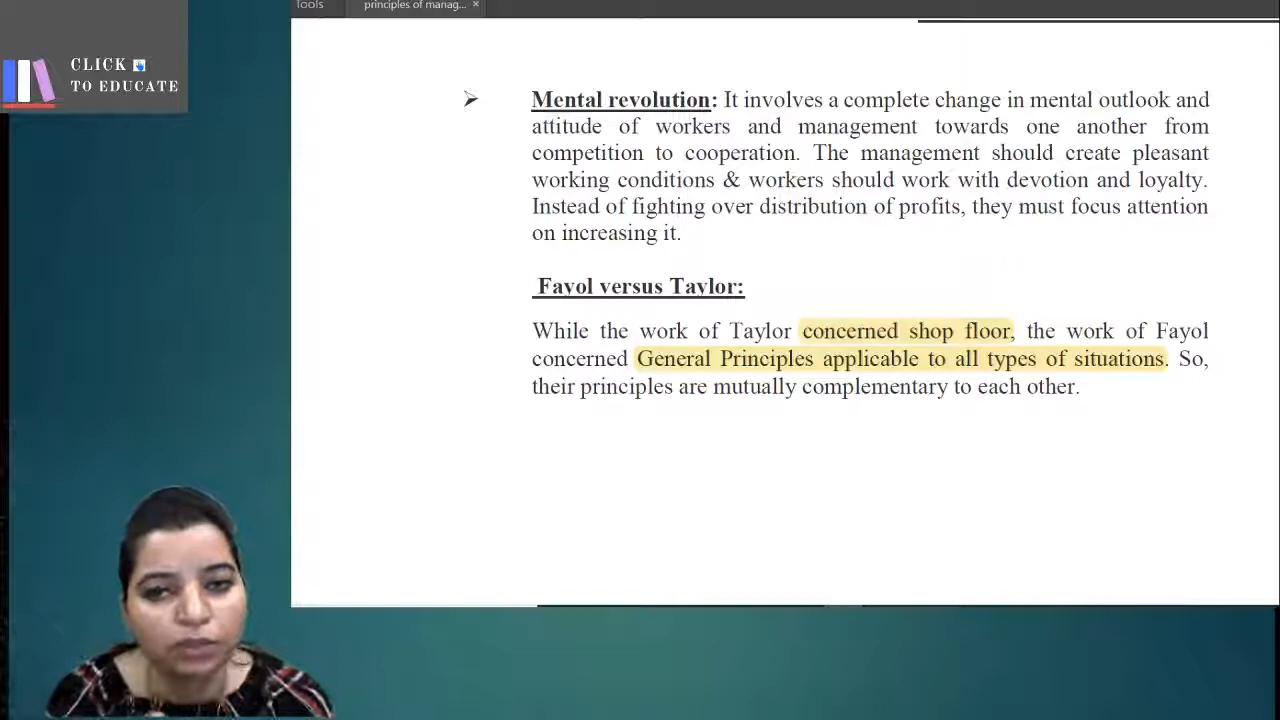 Tools
principles of manag...
CLICK
TO EDUCATE
Mental revolution: It involves a complete change in mental outlook and
attitude of workers and management towards one another from
competition to cooperation. The management should create pleasant
working conditions & workers should work with devotion and loyalty.
Instead of fighting over distribution of profits, they must focus attention
on increasing it.
Fayol versus Taylor:
While the work of Taylor concerned shop floor, the work of Fayol
concerned General Principles applicable to all types of situations. So,
their principles are mutually complementary to each other.